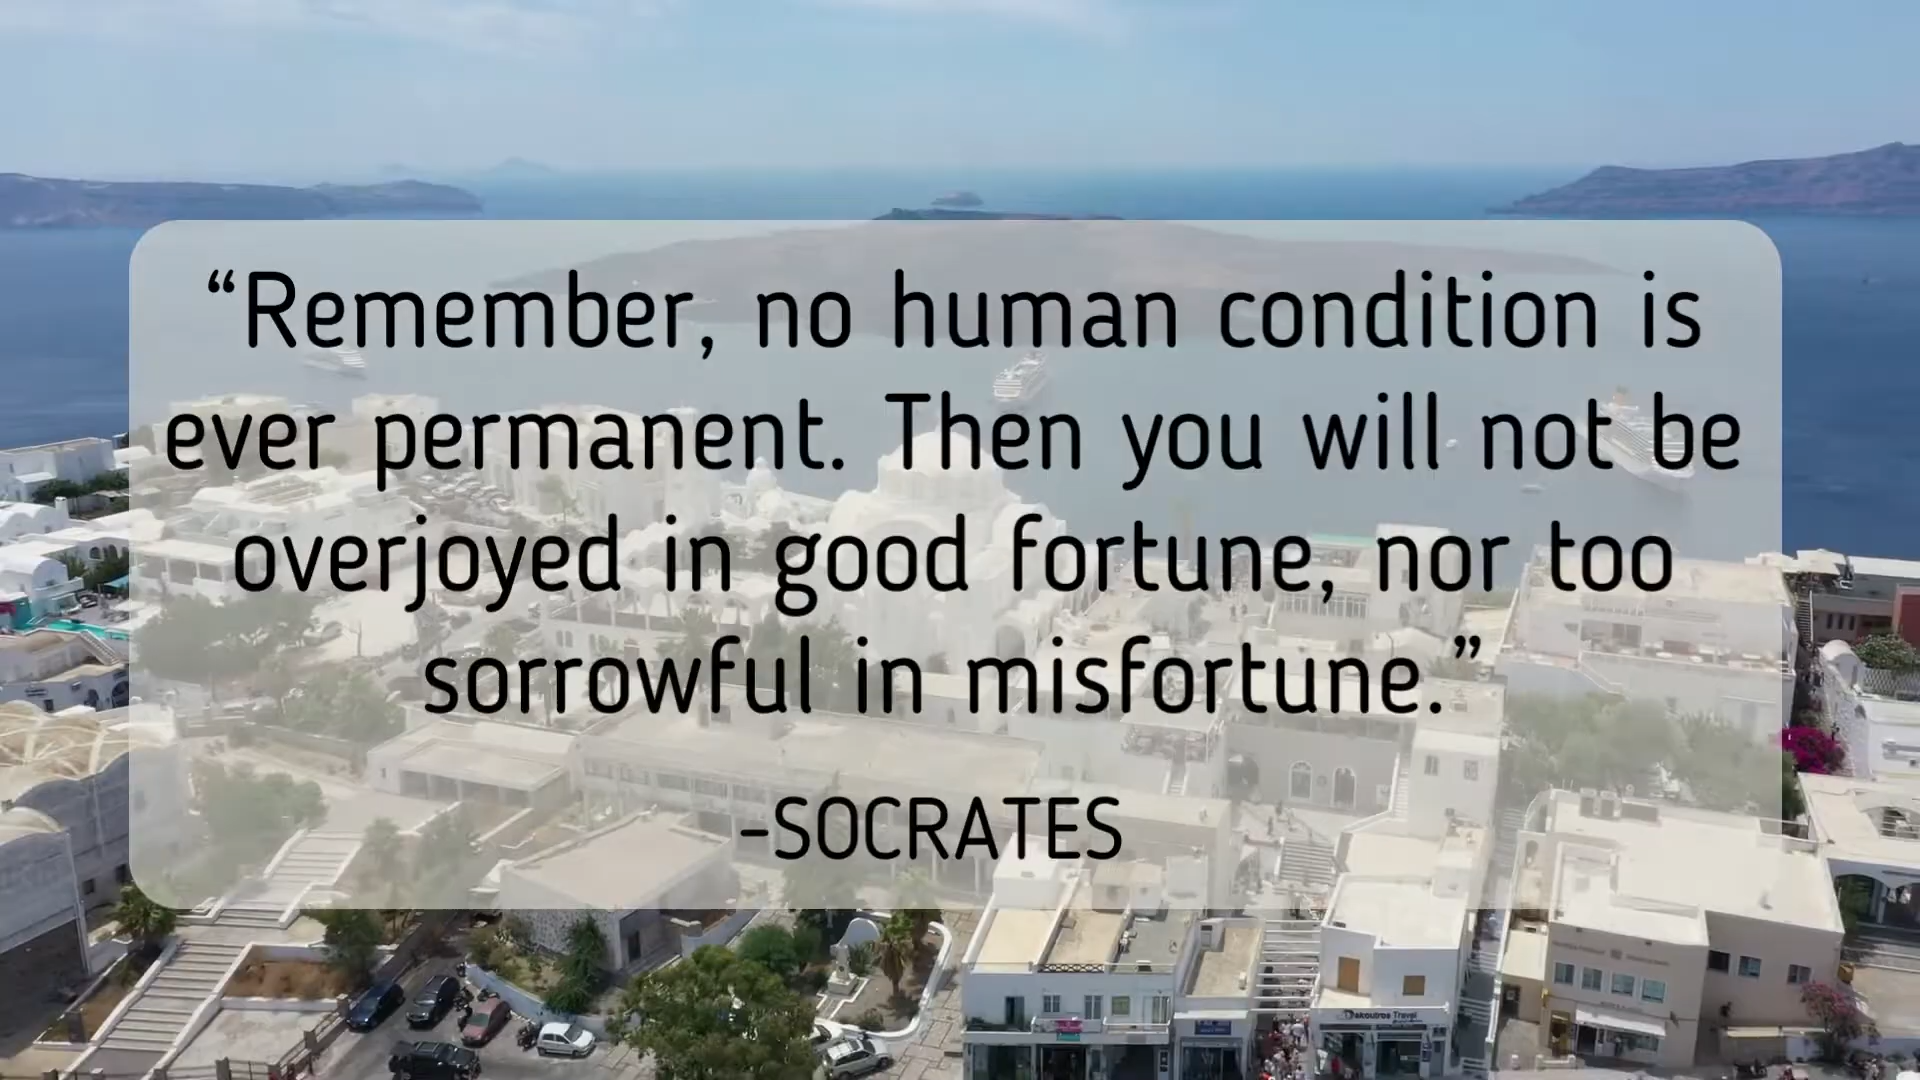 “Remember, no human condition is
ever permanent. Then you will not be
overjoyed in good fortune, nor too
sorrowful in misfortune.”
-SOCRATES
Travel